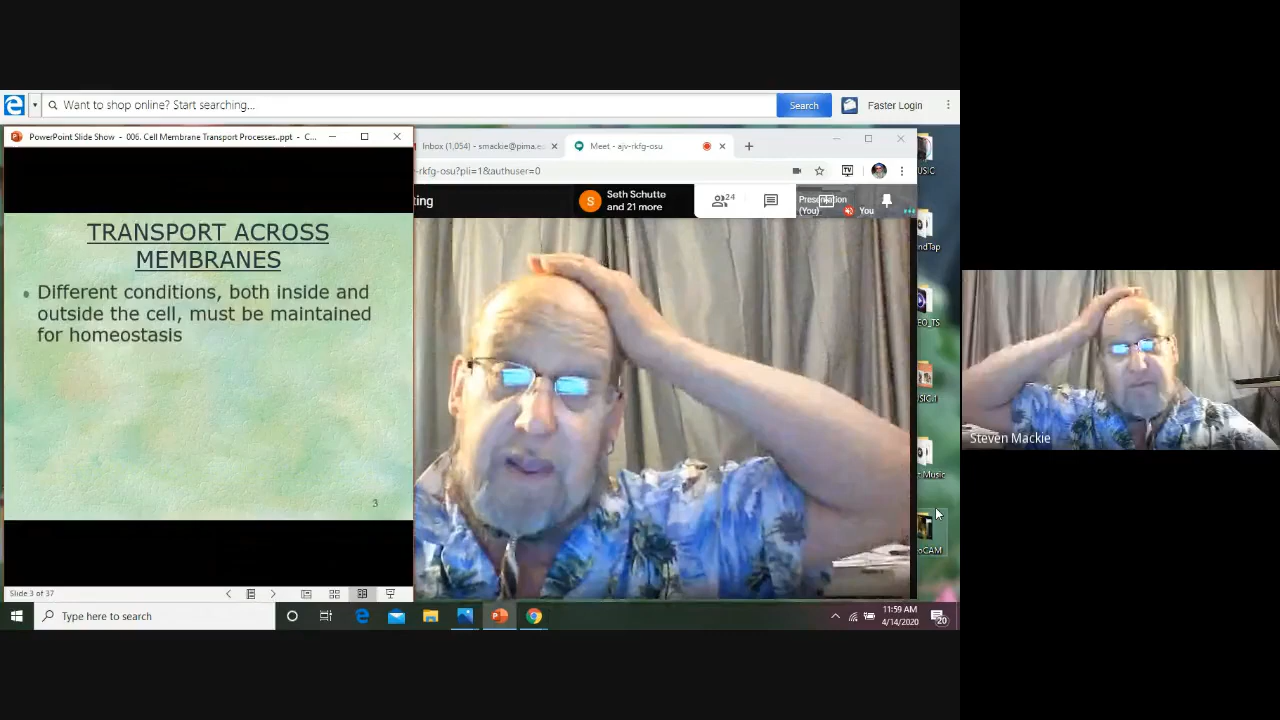 Want to shop online? Start searching...
Search
Faster Login
PowerPoint Slide Show - 006. Cell Membrane Transport Processes..ppt - C...
Inbox (1,054) - smackie@pima.e
Meet - ajv-rkfg-osu
-rkfg-osu?pli=1&authuser=0
ting
S
Seth Schutte
and 21 more
24
(You)
You
TRANSPORT ACROSS
MEMBRANES
• Different conditions, both inside and
outside the cell, must be maintained
for homeostasis
3
Steven Mackie
Slide 3 of 37
Type here to search
11:59 AM
4/14/2020
20